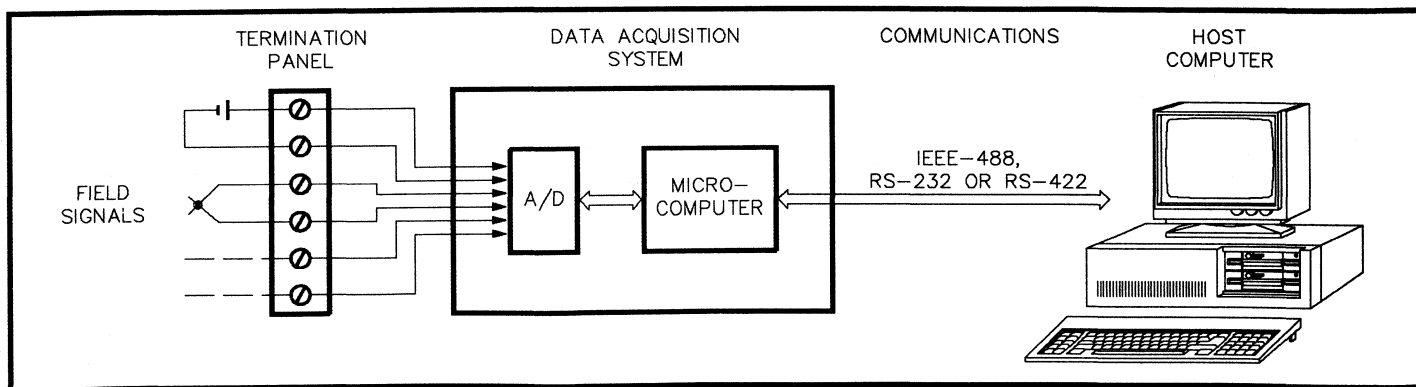 TERMINATION
PANEL
DATA ACQUISITION
SYSTEM
COMMUNICATIONS
HOST
COMPUTER
FIELD
SIGNALS
A/D
MICRO-
COMPUTER
IEEE-488,
RS-232 OR RS-422